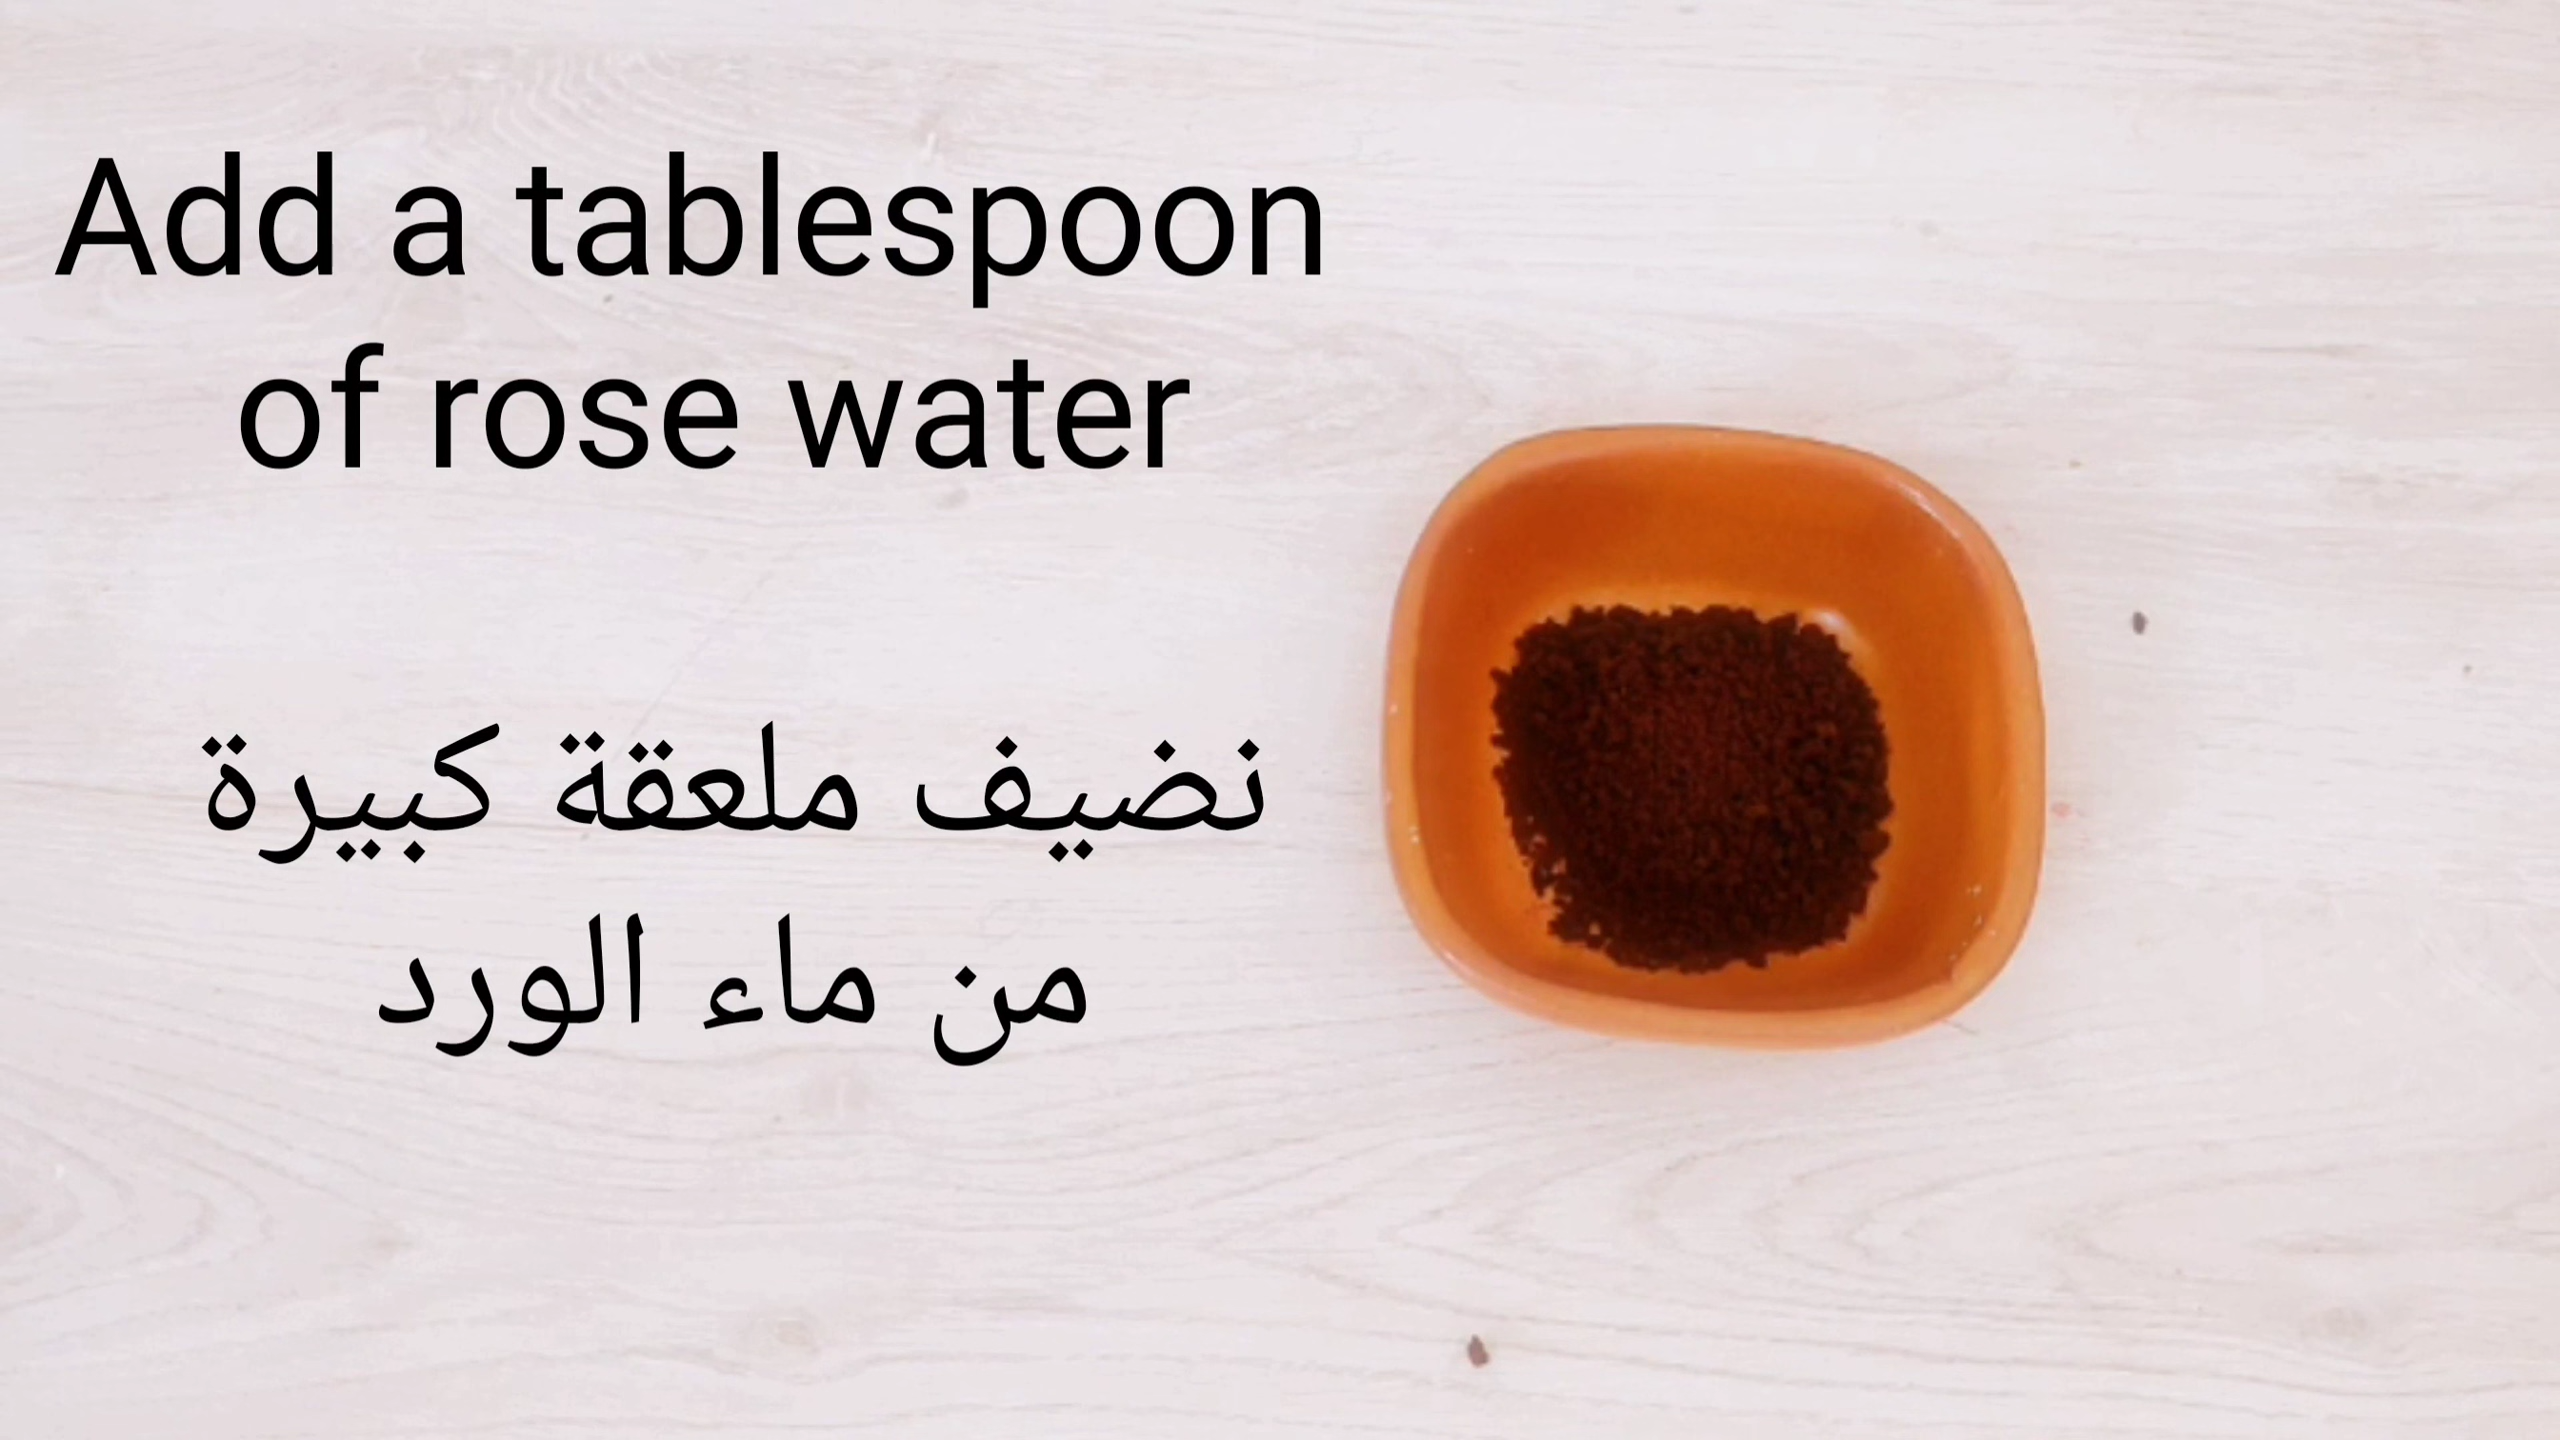 Add a tablespoon
of rose water
نضيف ملعقة كبيرة
من ماء الورد